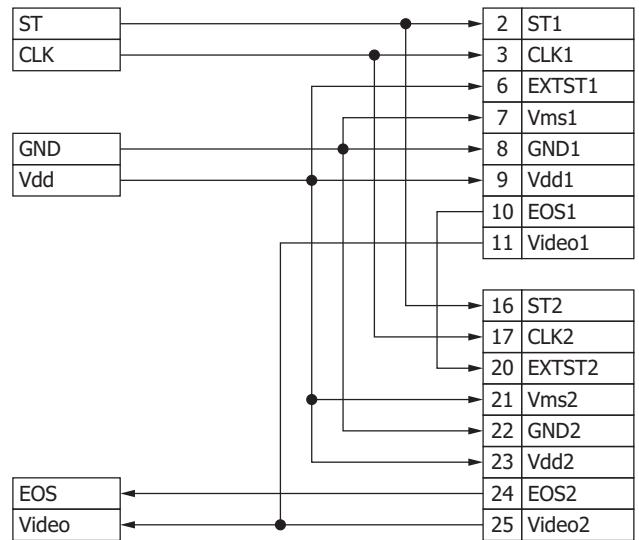 ST
CLK
GND
Vdd
EOS
Video
2 ST1
3 CLK1
6 EXTST1
7 Vms1
8 GND1
9 Vdd1
10 EOS1
11 Video1
16 ST2
17 CLK2
20 EXTST2
21 Vms2
22 GND2
23 Vdd2
24 EOS2
25 Video2